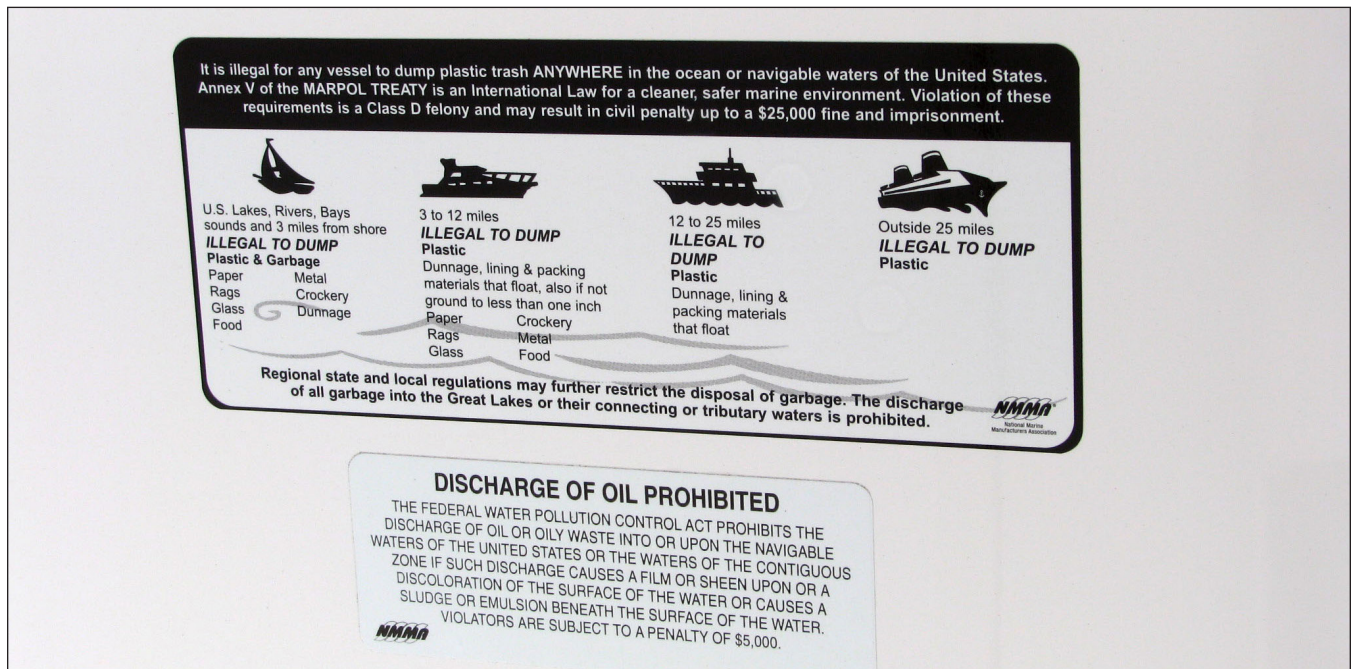 It is illegal for any vessel to dump plastic trash ANYWHERE in the ocean or navigable waters of the United States.
Annex V of the MARPOL TREATY is an International Law for a cleaner, safer marine environment. Violation of these
requirements is a Class D felony and may result in civil penalty up to a $25,000 fine and imprisonment.
U.S. Lakes, Rivers, Bays
sounds and 3 miles from shore
ILLEGAL TO DUMP
Plastic & Garbage
Paper Metal
Rags Crockery
Glass Dunnage
Food
3 to 12 miles
ILLEGAL TO DUMP
Plastic
Dunnage, lining & packing
materials that float, also if not
ground to less than one inch
Paper Crockery
Rags Metal
Glass Food
12 to 25 miles
ILLEGAL TO
DUMP
Plastic
Dunnage, lining &
packing materials
that float
Outside 25 miles
ILLEGAL TO DUMP
Plastic
Regional state and local regulations may further restrict the disposal of garbage. The discharge
of all garbage into the Great Lakes or their connecting or tributary waters is prohibited.
NMMA
National Marine
Manufacturers Association
DISCHARGE OF OIL PROHIBITED
THE FEDERAL WATER POLLUTION CONTROL ACT PROHIBITS THE
DISCHARGE OF OIL OR OILY WASTE INTO OR UPON THE NAVIGABLE
WATERS OF THE UNITED STATES OR THE WATERS OF THE CONTIGUOUS
ZONE IF SUCH DISCHARGE CAUSES A FILM OR SHEEN UPON OR A
DISCOLORATION OF THE SURFACE OF THE WATER OR CAUSES A
SLUDGE OR EMULSION BENEATH THE SURFACE OF THE WATER.
VIOLATORS ARE SUBJECT TO A PENALTY OF $5,000.
NMMA